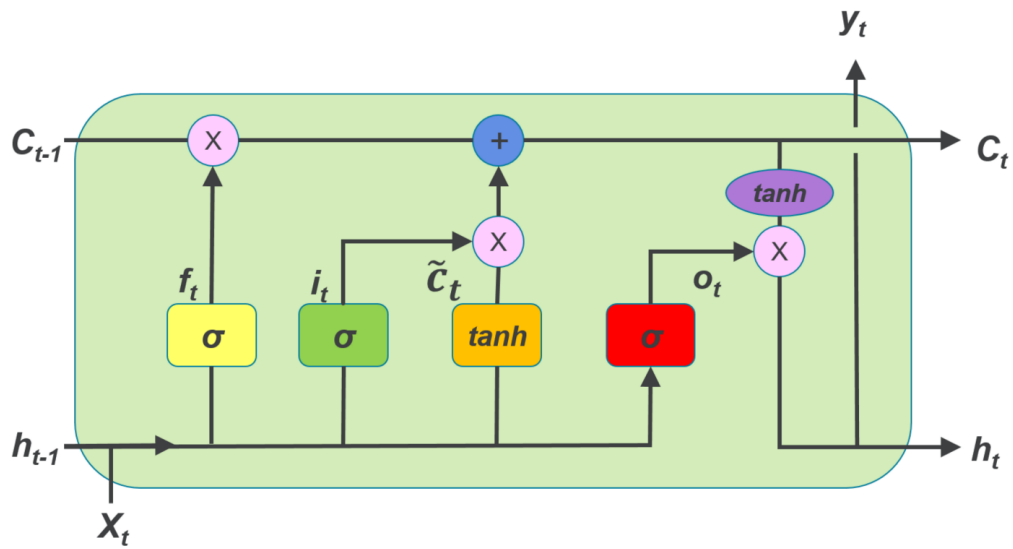 yₜ
Cₜ₋₁ X + Cₜ
tanh
X X
fₜ iₜ c̃ₜ oₜ
σ σ tanh σ
hₜ₋₁ hₜ
Xₜ